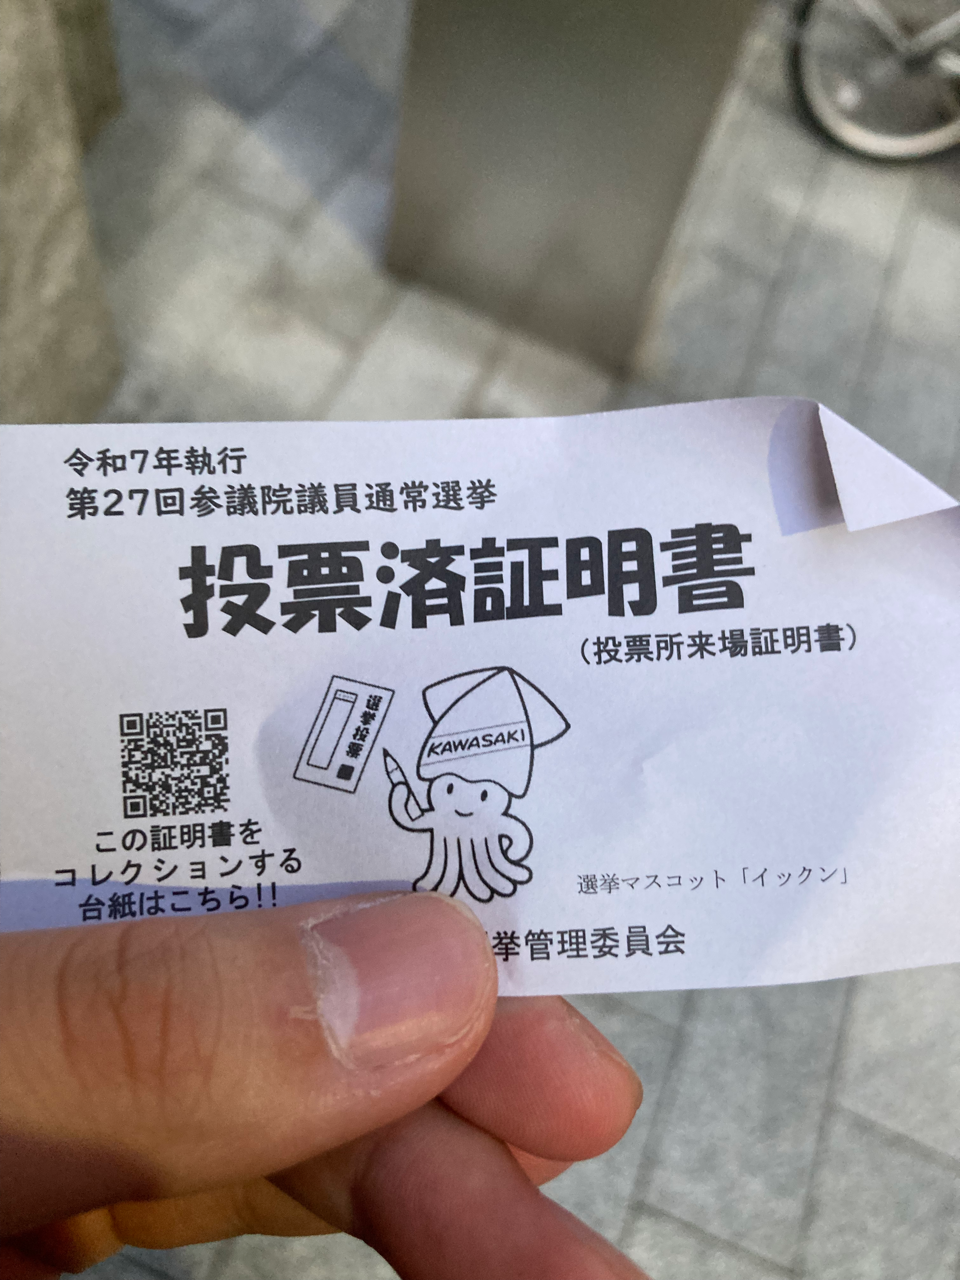 令和7年執行
第27回参議院議員通常選挙
投票済証明書
(投票所来場証明書)
選挙投票
KAWASAKI
この証明書を
コレクションする
台紙はこちら!!
選挙マスコット「イックン」
挙管理委員会